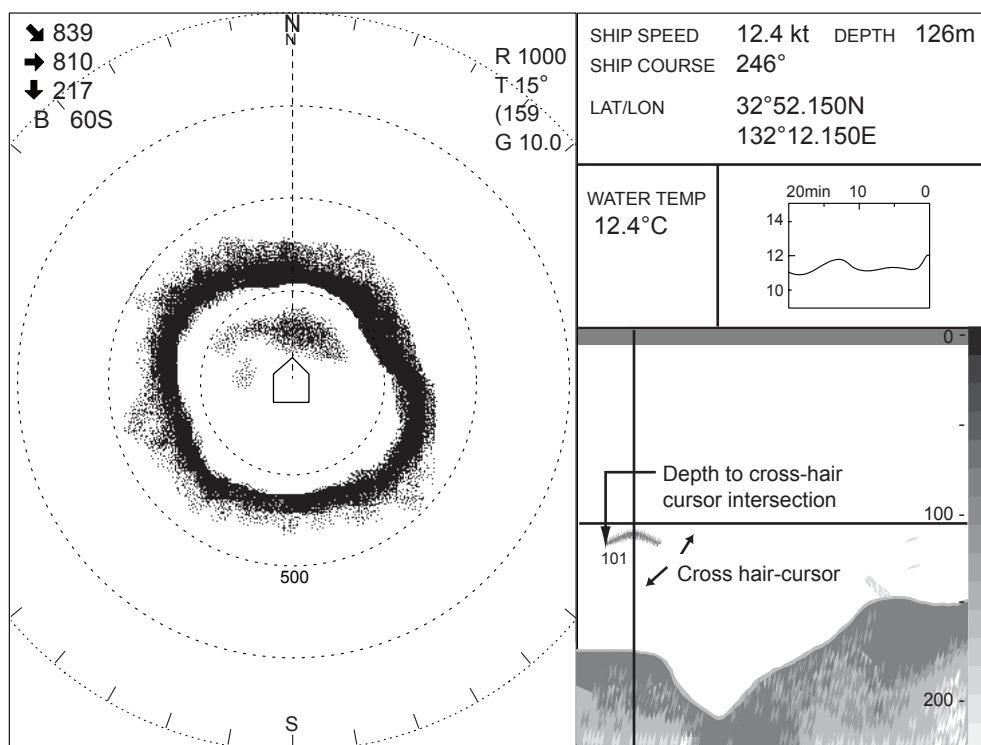 839
810
217
B 60S
N
N
R 1000
T 15°
(159
G 10.0
500
S
SHIP SPEED 12.4 kt DEPTH 126m
SHIP COURSE 246°
LAT/LON 32°52.150N
132°12.150E
WATER TEMP
12.4°C
20min 10 0
14
12
10
0
Depth to cross-hair
cursor intersection
100
101
Cross hair-cursor
200